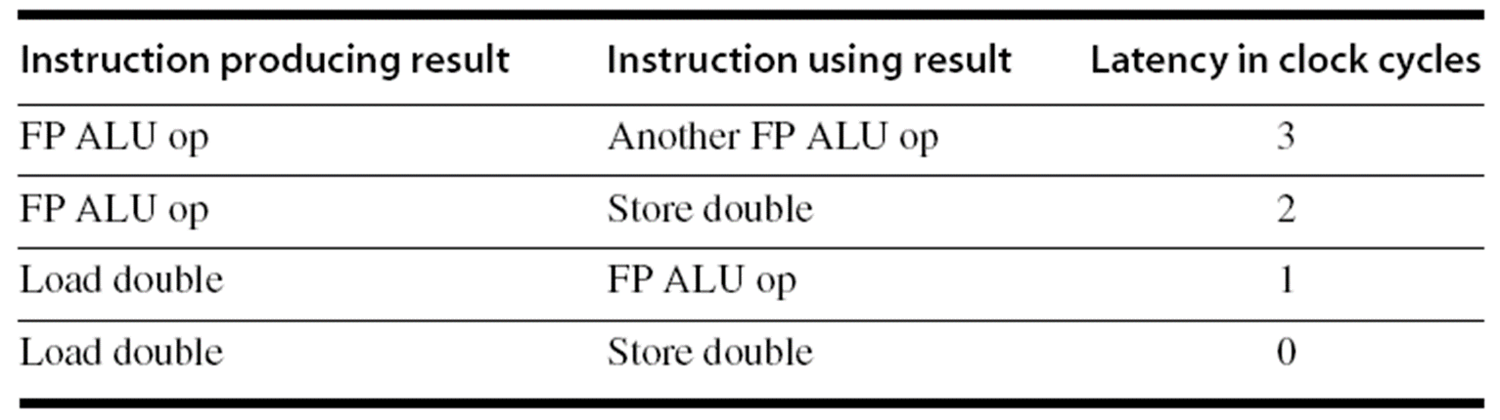 Instruction producing result Instruction using result Latency in clock cycles
FP ALU op Another FP ALU op 3
FP ALU op Store double 2
Load double FP ALU op 1
Load double Store double 0